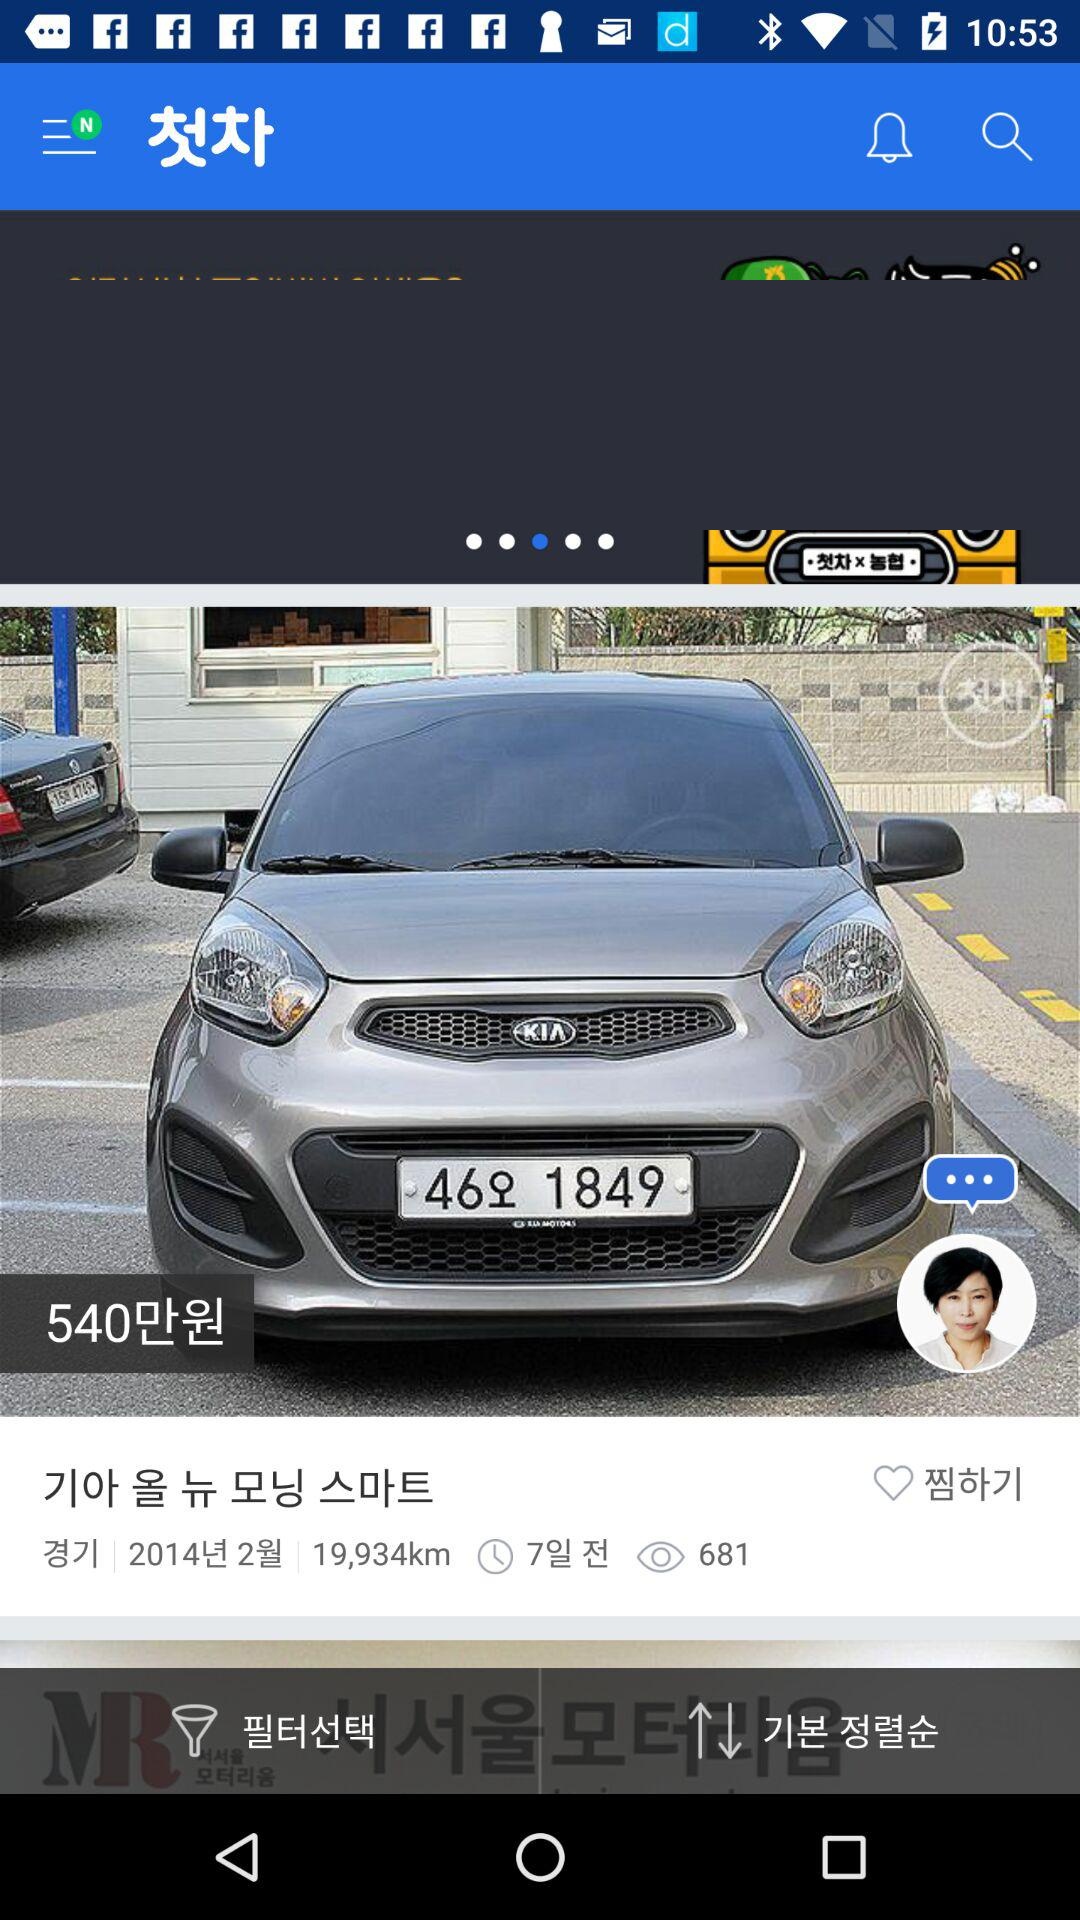 10:53
N
첫차
d
·첫차 x 농협·
첫차
KIA
46오 1849
KIA MOTORS
540만원
기아 올 뉴 모닝 스마트
찜하기
경기 2014년 2월 19,934km 7일 전 681
MR 서서울모터리움
서서울
모터리움
필터선택
기본 정렬순